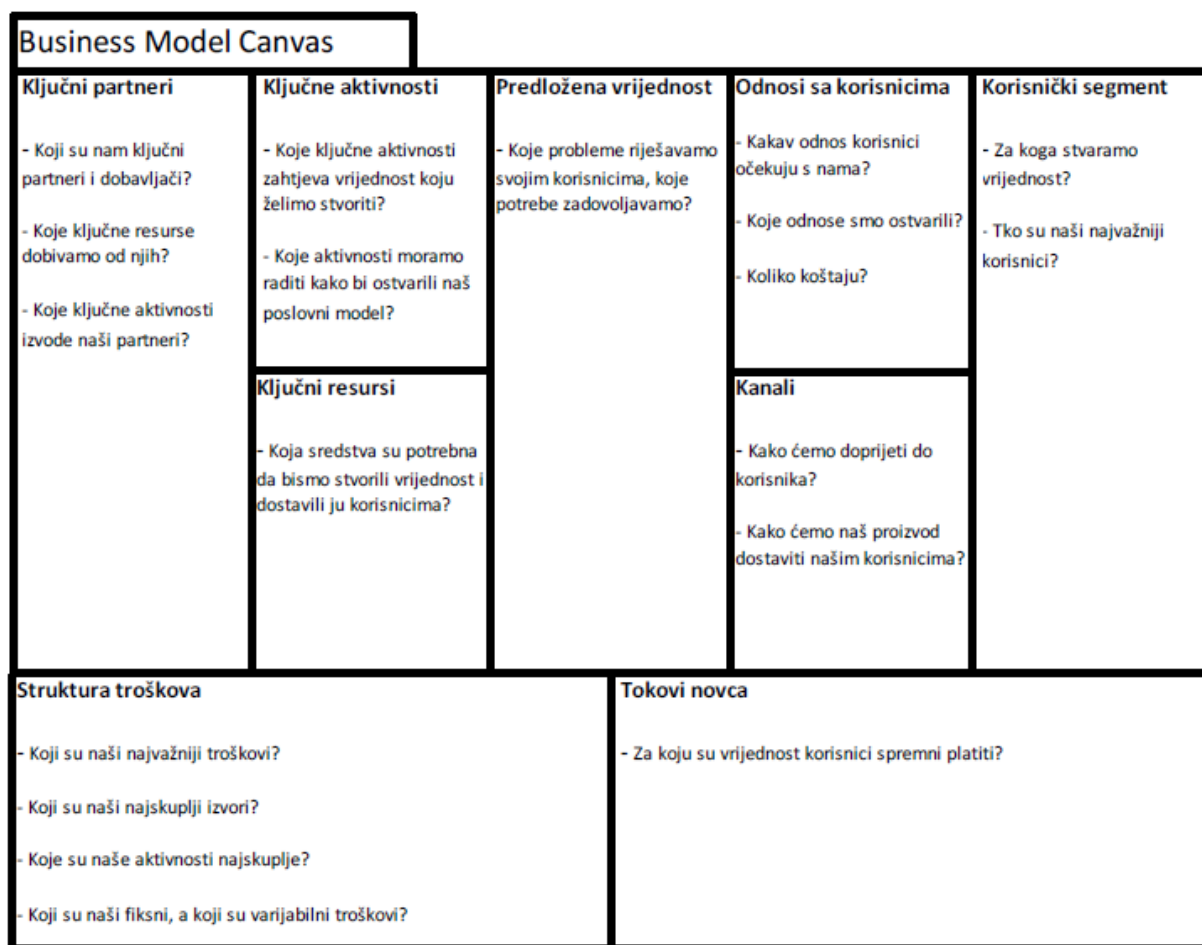 Business Model Canvas
Ključni partneri
- Koji su nam ključni
partneri i dobavljači?
- Koje ključne resurse
dobivamo od njih?
- Koje ključne aktivnosti
izvode naši partneri?
Ključne aktivnosti
- Koje ključne aktivnosti
zahtjeva vrijednost koju
želimo stvoriti?
- Koje aktivnosti moramo
raditi kako bi ostvarili naš
poslovni model?
Ključni resursi
- Koja sredstva su potrebna
da bismo stvorili vrijednost i
dostavili ju korisnicima?
Predložena vrijednost
- Koje probleme riješavamo
svojim korisnicima, koje
potrebe zadovoljavamo?
Odnosi sa korisnicima
- Kakav odnos korisnici
očekuju s nama?
- Koje odnose smo ostvarili?
- Koliko koštaju?
Kanali
- Kako ćemo doprijeti do
korisnika?
- Kako ćemo naš proizvod
dostaviti našim korisnicima?
Korisnički segment
- Za koga stvaramo
vrijednost?
- Tko su naši najvažniji
korisnici?
Struktura troškova
- Koji su naši najvažniji troškovi?
- Koji su naši najskuplji izvori?
- Koje su naše aktivnosti najskuplje?
- Koji su naši fiksni, a koji su varijabilni troškovi?
Tokovi novca
- Za koju su vrijednost korisnici spremni platiti?